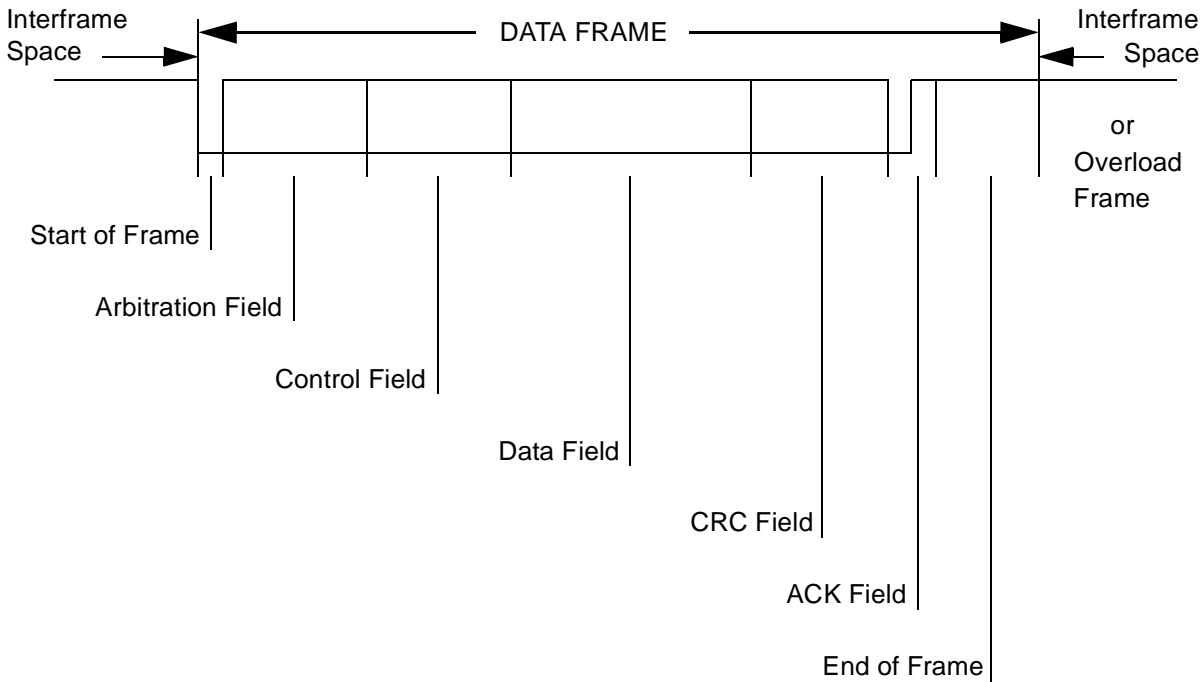 Interframe
Space
DATA FRAME
Interframe
Space
or
Overload
Frame
Start of Frame
Arbitration Field
Control Field
Data Field
CRC Field
ACK Field
End of Frame